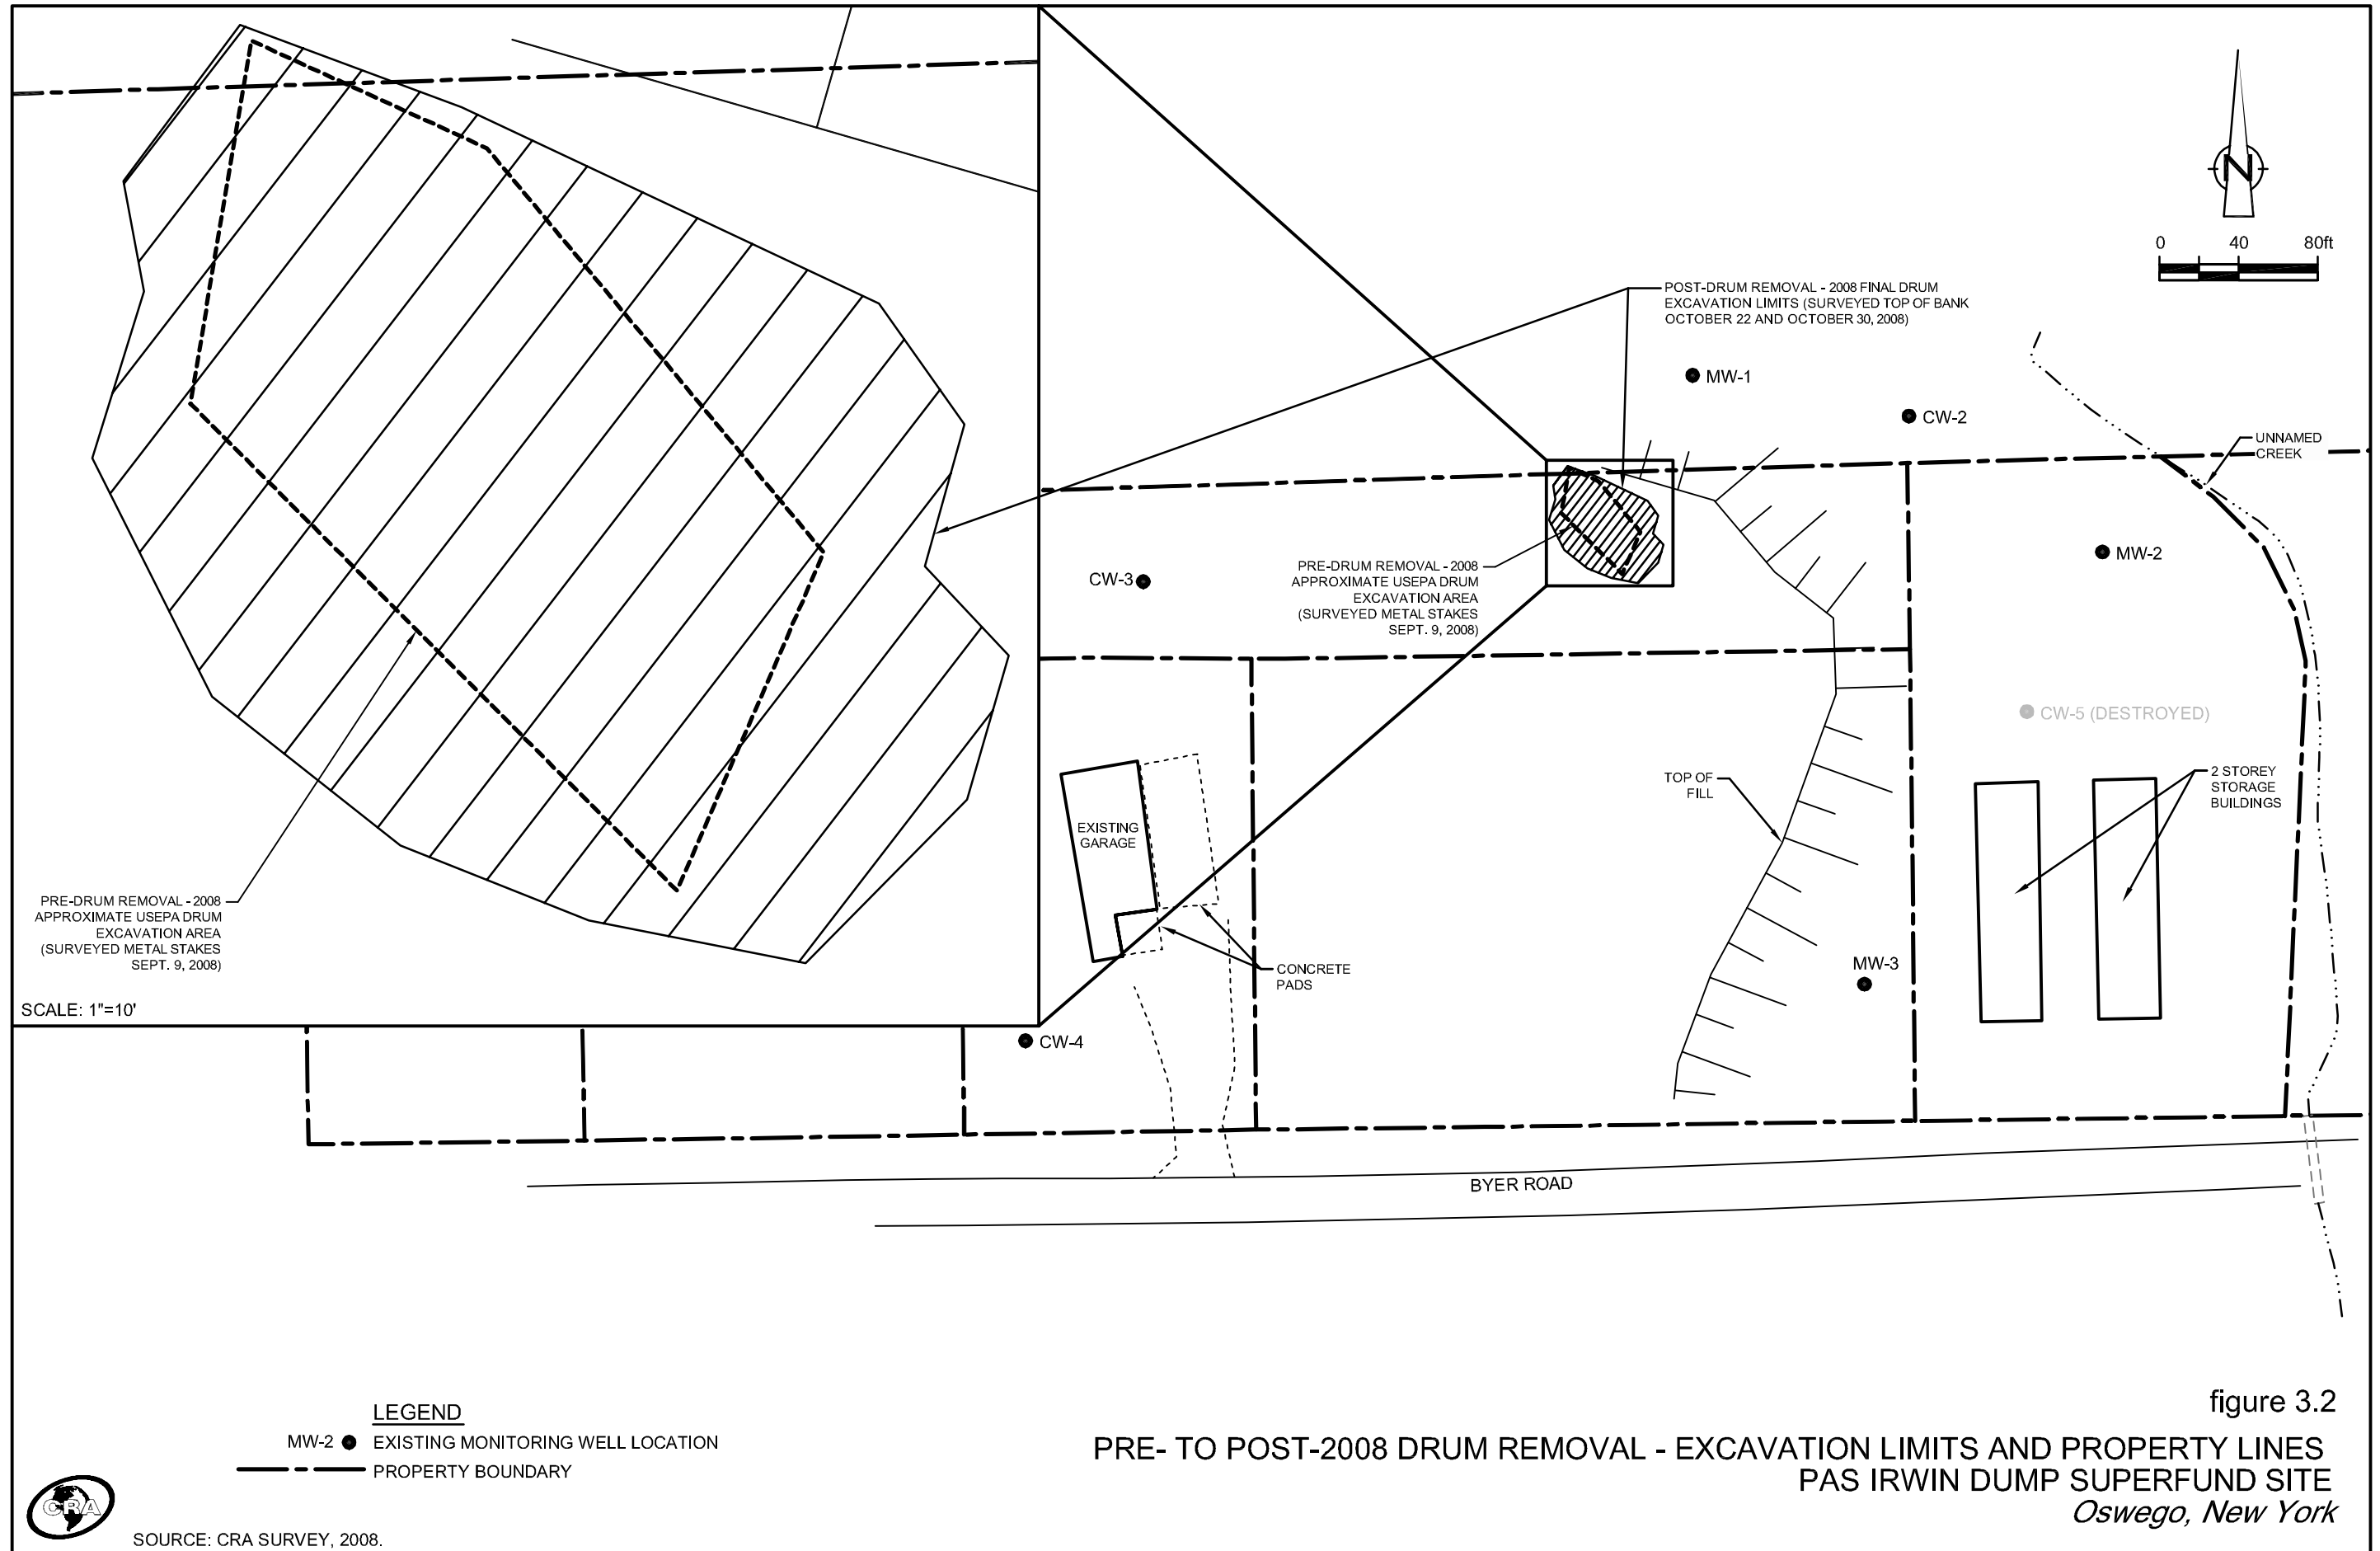 N
0 40 80ft
POST-DRUM REMOVAL - 2008 FINAL DRUM
EXCAVATION LIMITS (SURVEYED TOP OF BANK
OCTOBER 22 AND OCTOBER 30, 2008)
MW-1
CW-2
UNNAMED
CREEK
MW-2
CW-3
PRE-DRUM REMOVAL - 2008
APPROXIMATE USEPA DRUM
EXCAVATION AREA
(SURVEYED METAL STAKES
SEPT. 9, 2008)
CW-5 (DESTROYED)
TOP OF
FILL
2 STOREY
STORAGE
BUILDINGS
EXISTING
GARAGE
PRE-DRUM REMOVAL - 2008
APPROXIMATE USEPA DRUM
EXCAVATION AREA
(SURVEYED METAL STAKES
SEPT. 9, 2008)
CONCRETE
PADS
MW-3
SCALE: 1"=10'
CW-4
BYER ROAD
LEGEND
MW-2 EXISTING MONITORING WELL LOCATION
PROPERTY BOUNDARY
CRA
SOURCE: CRA SURVEY, 2008.
figure 3.2
PRE- TO POST-2008 DRUM REMOVAL - EXCAVATION LIMITS AND PROPERTY LINES
PAS IRWIN DUMP SUPERFUND SITE
Oswego, New York